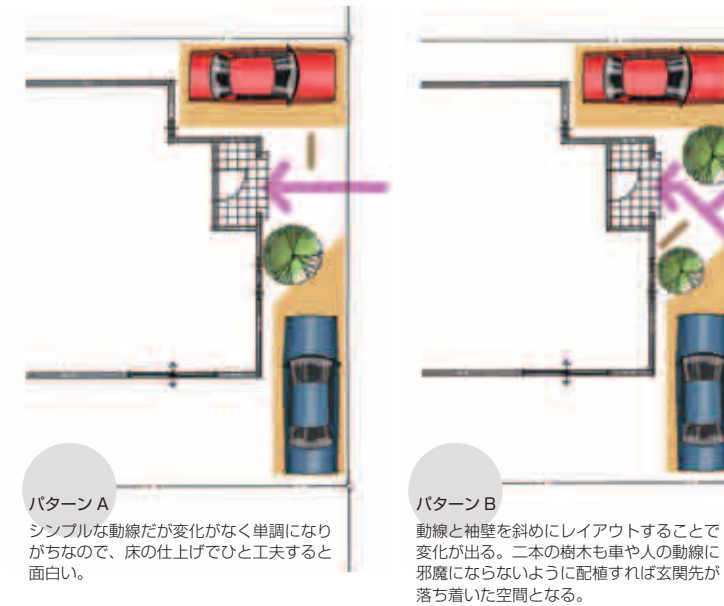 パターン A
シンプルな動線だが変化がなく単調になり
がちなので、床の仕上げでひと工夫すると
面白い。
パターン B
動線と袖壁を斜めにレイアウトすることで
変化が出る。二本の樹木も車や人の動線に
邪魔にならないように配植すれば玄関先が
落ち着いた空間となる。